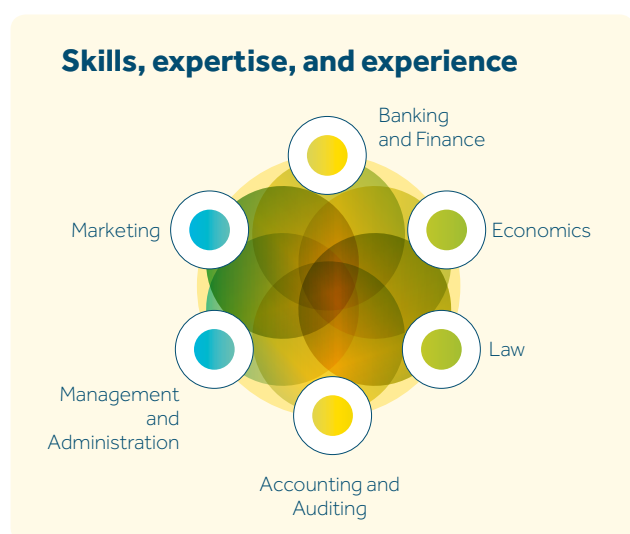 Skills, expertise, and experience
Banking
and Finance
Marketing
Economics
Law
Management
and
Administration
Accounting and
Auditing